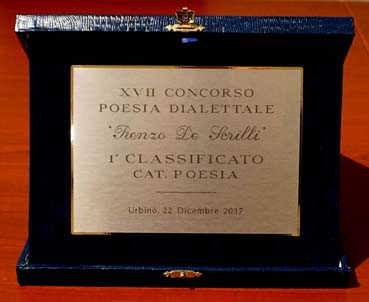 XVII CONCORSO
POESIA DIALETTALE
"Renzo De Scrilli"
1° CLASSIFICATO
CAT. POESIA
Urbino, 22 Dicembre 2017